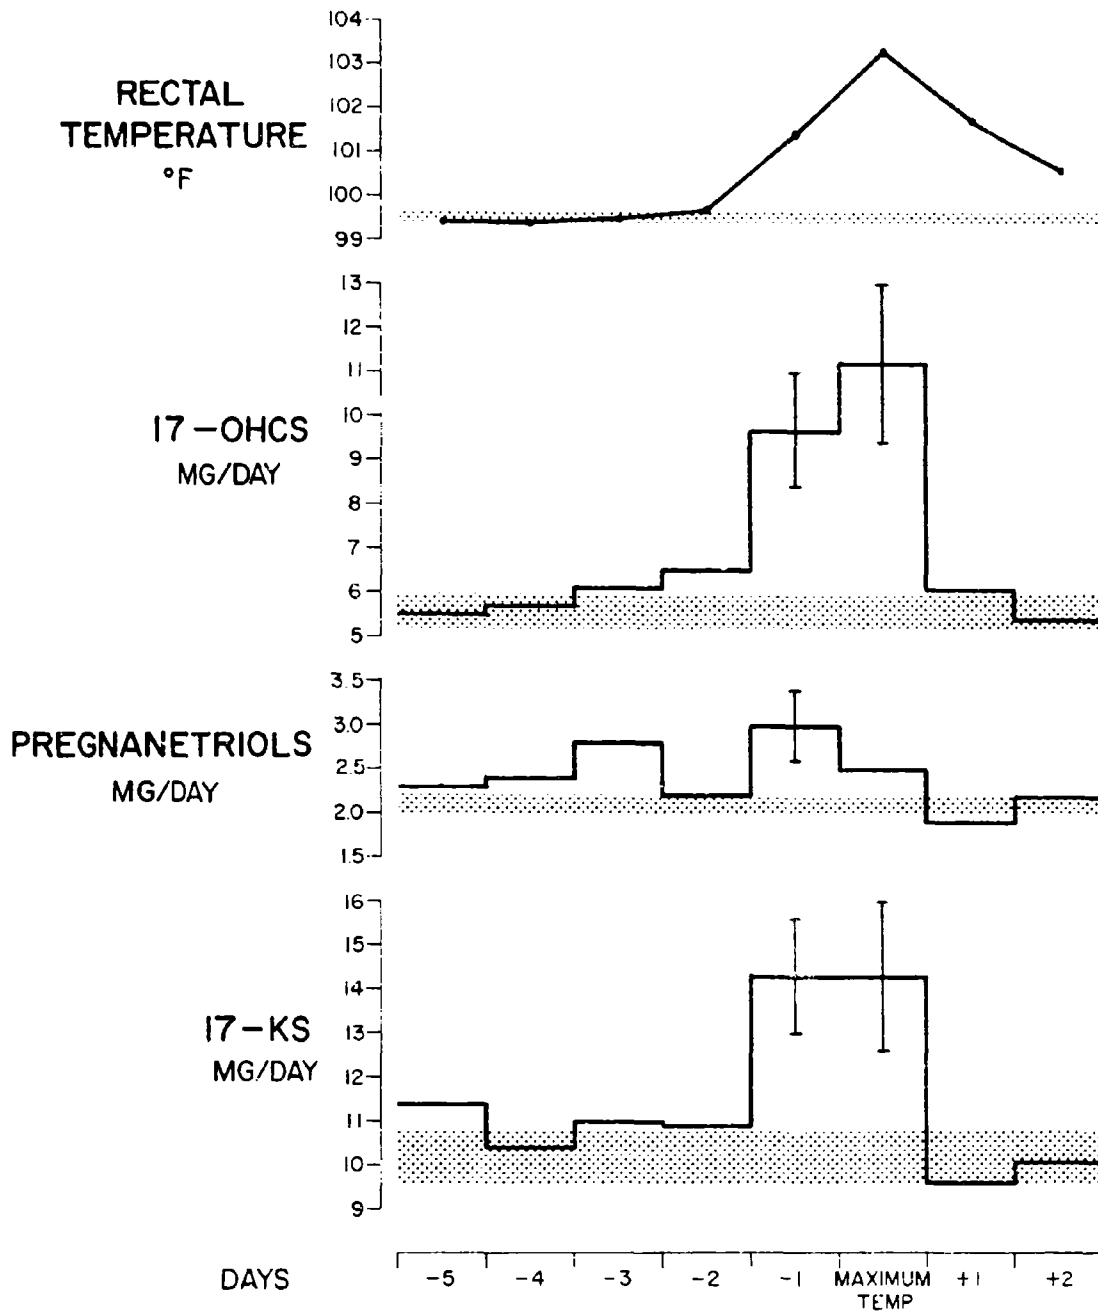 104
103
102
101
100
99
RECTAL
TEMPERATURE
°F
13
12
11
10
9
8
7
6
5
17-OHCS
MG/DAY
3.5
3.0
2.5
2.0
1.5
PREGNANETRIOLS
MG/DAY
16
15
14
13
12
11
10
9
17-KS
MG/DAY
DAYS -5 -4 -3 -2 -1 MAXIMUM +1 +2
TEMP